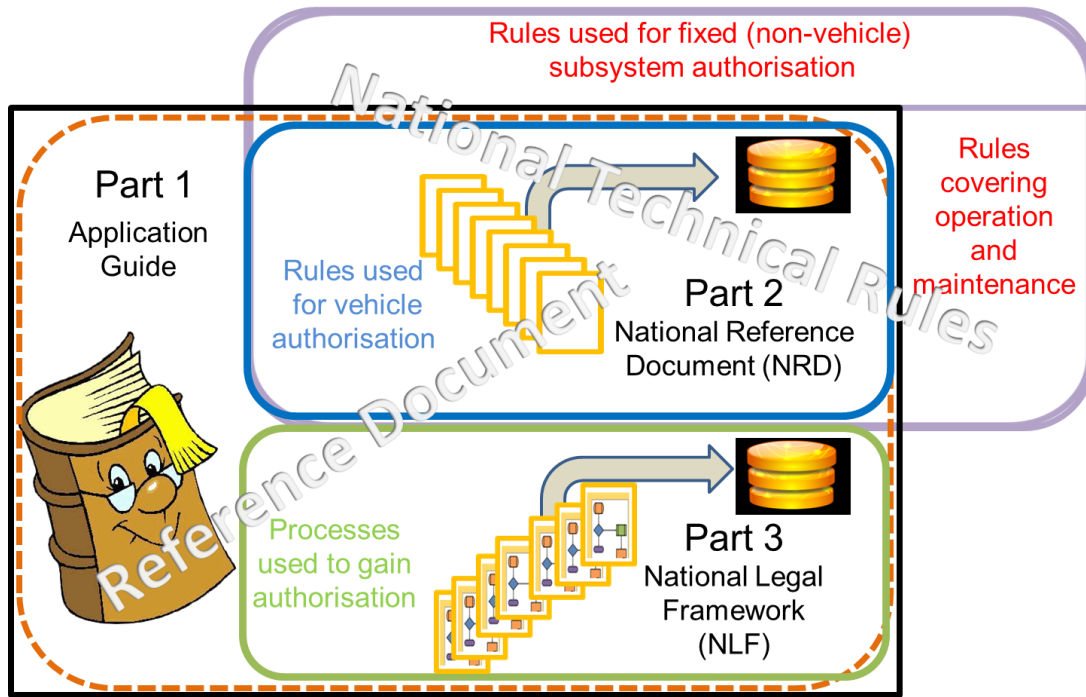 Rules used for fixed (non-vehicle)
subsystem authorisation
National Technical Rules
Part 1
Application
Guide
Rules used
for vehicle
authorisation
Part 2
National Reference
Document (NRD)
Rules
covering
operation
and
maintenance
Reference Document
Processes
used to gain
authorisation
Part 3
National Legal
Framework
(NLF)